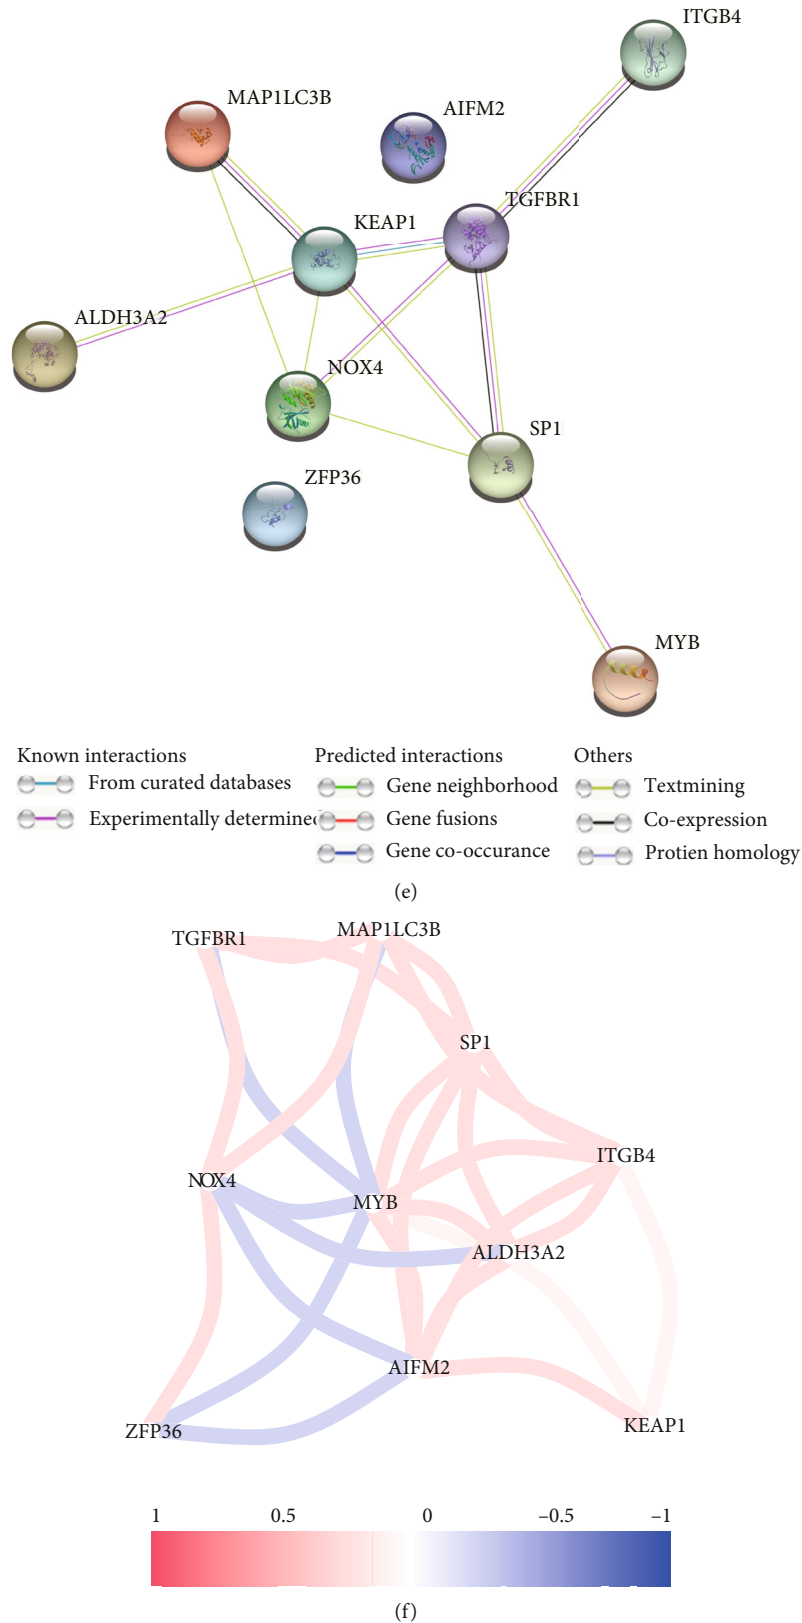 ITGB4
MAP1LC3B
AIFM2
TGFBR1
KEAP1
ALDH3A2
NOX4
SP1
ZFP36
MYB
Known interactions
From curated databases
Experimentally determined
Predicted interactions
Gene neighborhood
Gene fusions
Gene co-occurance
Others
Textmining
Co-expression
Protien homology
(e)
TGFBR1
MAP1LC3B
SP1
ITGB4
NOX4
MYB
ALDH3A2
AIFM2
ZFP36
KEAP1
1 0.5 0 −0.5 −1
(f)